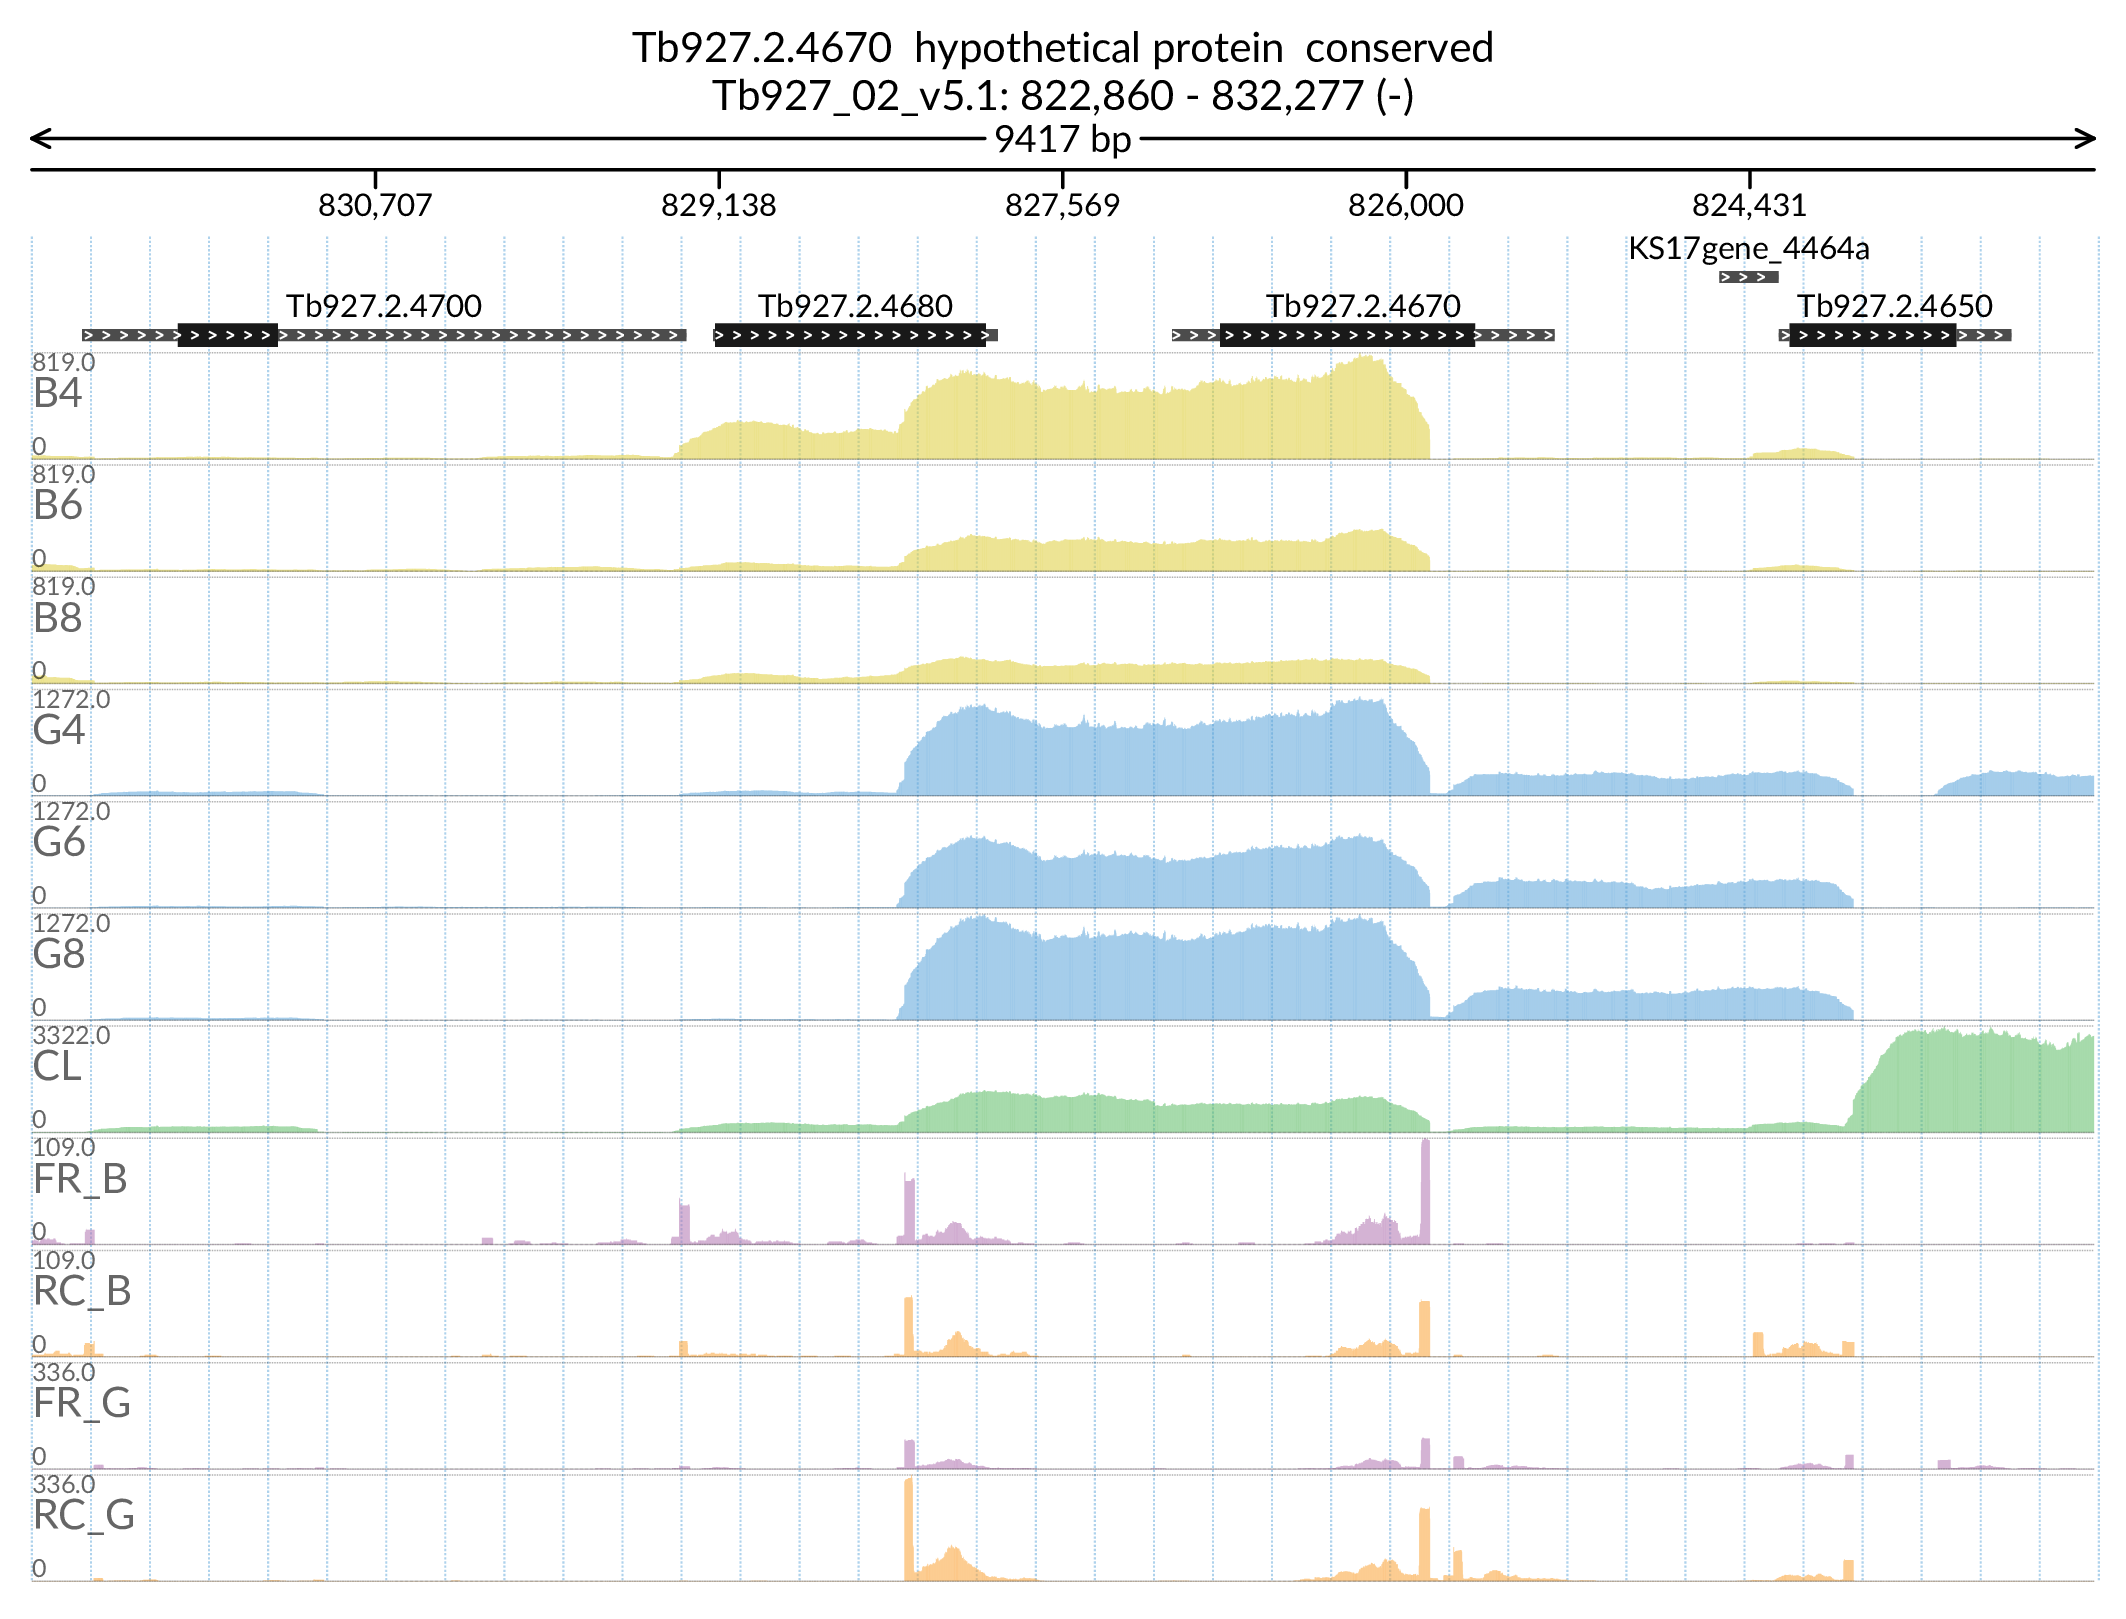 Tb927.2.4670  hypothetical protein  conserved
Tb927_02_v5.1: 822,860 - 832,277 (-)
9417 bp
830,707 829,138 827,569 826,000 824,431
KS17gene_4464a
Tb927.2.4700 Tb927.2.4680 Tb927.2.4670 Tb927.2.4650
819.0
B4
0
819.0
B6
0
819.0
B8
0
1272.0
G4
0
1272.0
G6
0
1272.0
G8
0
3322.0
CL
0
109.0
FR_B
0
109.0
RC_B
0
336.0
FR_G
0
336.0
RC_G
0